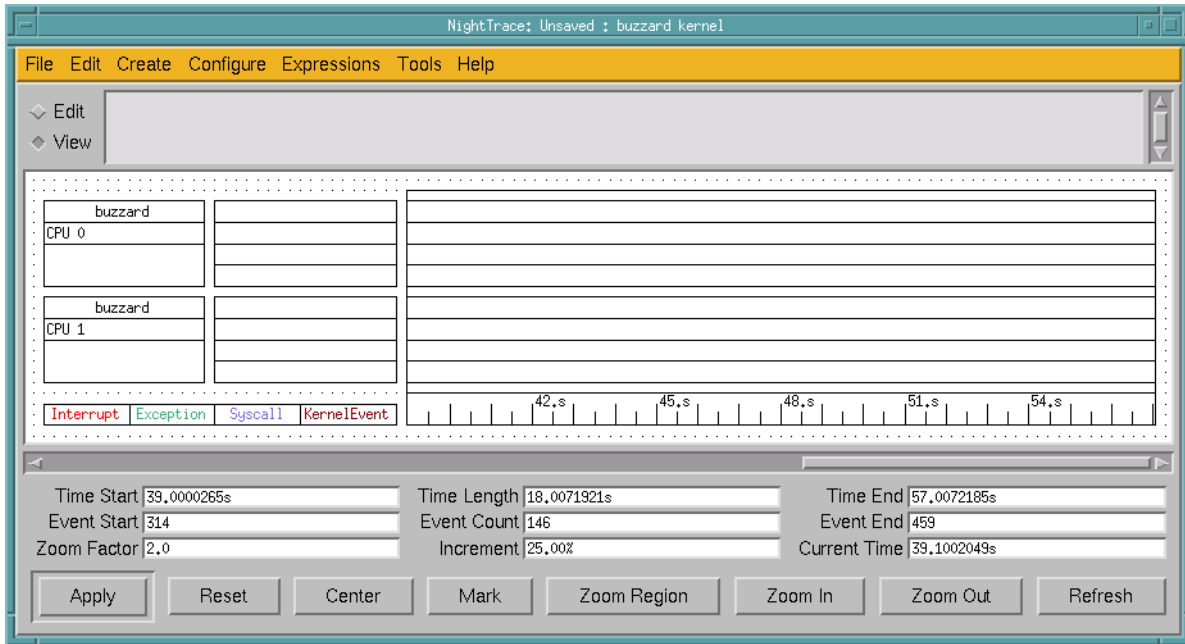 NightTrace: Unsaved : buzzard kernel
File Edit Create Configure Expressions Tools Help
Edit
View
buzzard
CPU 0
buzzard
CPU 1
Interrupt Exception Syscall KernelEvent
42.s 45.s 48.s 51.s 54.s
Time Start 39.0000265s Time Length 18.0071921s Time End 57.0072185s
Event Start 314 Event Count 146 Event End 459
Zoom Factor 2.0 Increment 25.00% Current Time 39.1002049s
Apply Reset Center Mark Zoom Region Zoom In Zoom Out Refresh